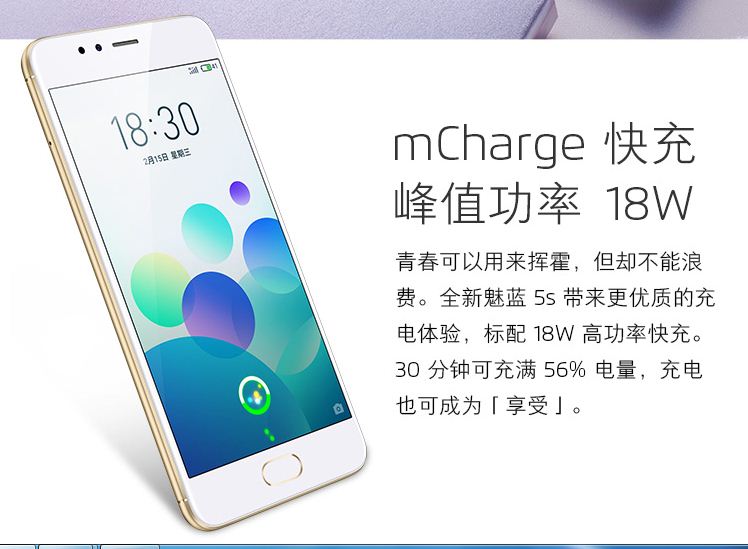 41
18:30
2月15日 星期三
mCharge 快充
峰值功率 18W
青春可以用来挥霍，但却不能浪
费。全新魅蓝 5s 带来更优质的充
电体验，标配 18W 高功率快充。
30 分钟可充满 56% 电量，充电
也可成为「享受」。